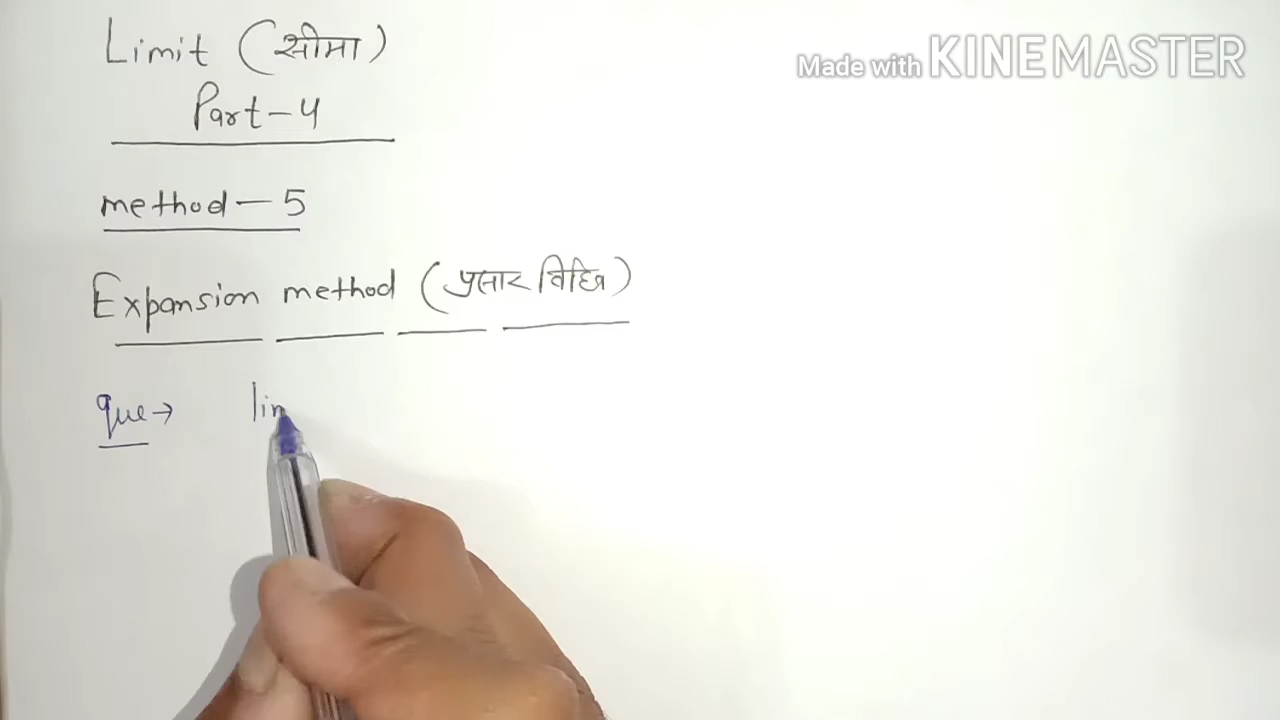 Limit (सीमा)
Made with KINEMASTER
Part-4
method-5
Expansion method (प्रसार विधि)
que→ lim